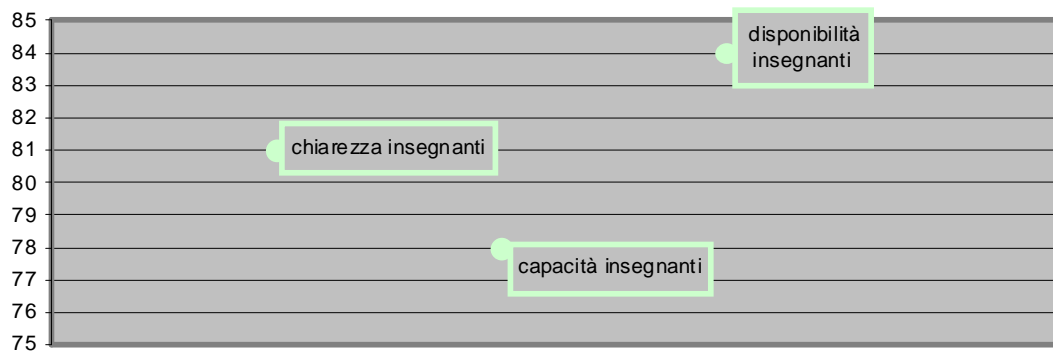 85
84
83
82
81
80
79
78
77
76
75
disponibilità
insegnanti
chiarezza insegnanti
capacità insegnanti